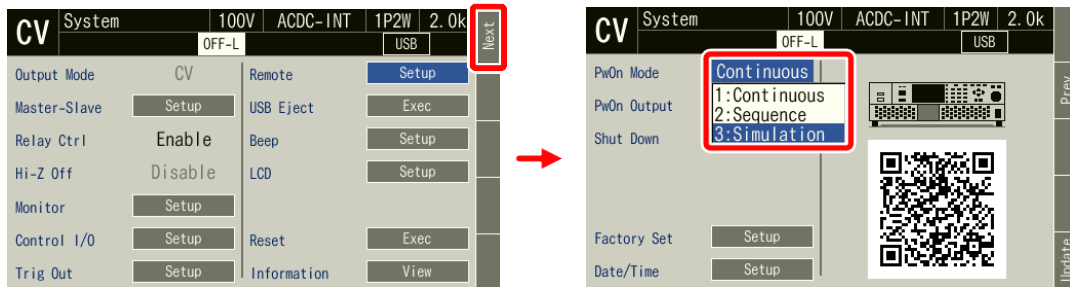 CV System 100V ACDC-INT 1P2W 2.0k
OFF-L USB
Next
Output Mode CV Remote Setup
Master-Slave Setup USB Eject Exec
Relay Ctrl Enable Beep Setup
Hi-Z Off Disable LCD Setup
Monitor Setup
Control I/O Setup Reset Exec
Trig Out Setup Information View
CV System 100V ACDC-INT 1P2W 2.0k
OFF-L USB
PwOn Mode Continuous
1:Continuous
PwOn Output 2:Sequence
Shut Down 3:Simulation
Prev
Factory Set Setup
Date/Time Setup
Update